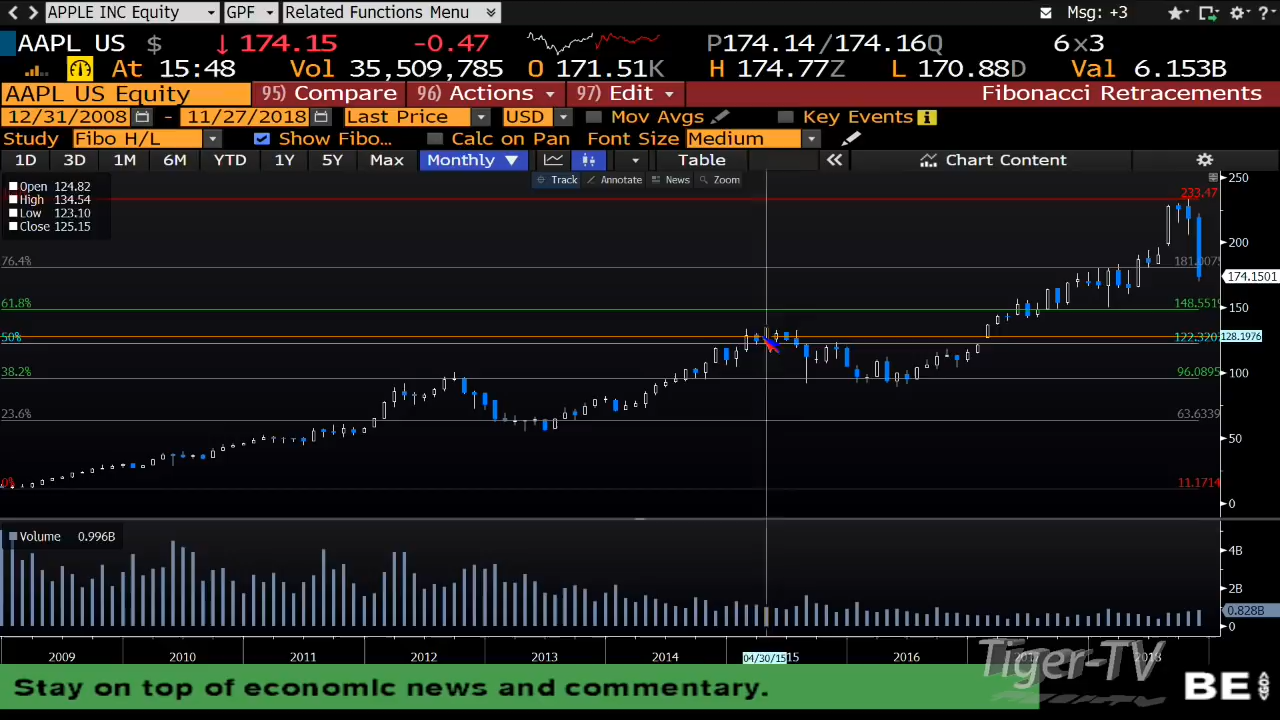 APPLE INC Equity GPF Related Functions Menu Msg: +3
AAPL US $ ↓ 174.15 -0.47 P174.14/174.16Q 6x3
At 15:48 Vol 35,509,785 O 171.51K H 174.77Z L 170.88D Val 6.153B
AAPL US Equity 95) Compare 96) Actions 97) Edit Fibonacci Retracements
12/31/2008 - 11/27/2018 Last Price USD Mov Avgs Key Events
Study Fibo H/L Show Fibo... Calc on Pan Font Size Medium
1D 3D 1M 6M YTD 1Y 5Y Max Monthly ▼ Table « Chart Content
Track Annotate News Zoom
Open 124.82
High 134.54
Low 123.10
Close 125.15
250
233.47
200
76.4% 181.0075
174.1501
150
61.8% 148.5519
50% 122.3207 128.1976
100
38.2% 96.0895
23.6% 63.6339
50
0% 11.1714
0
Volume 0.996B
4B
2B
0.828B
0
2009 2010 2011 2012 2013 2014 04/30/15 15 2016 2018
Tiger-TV
Stay on top of economic news and commentary.
BE